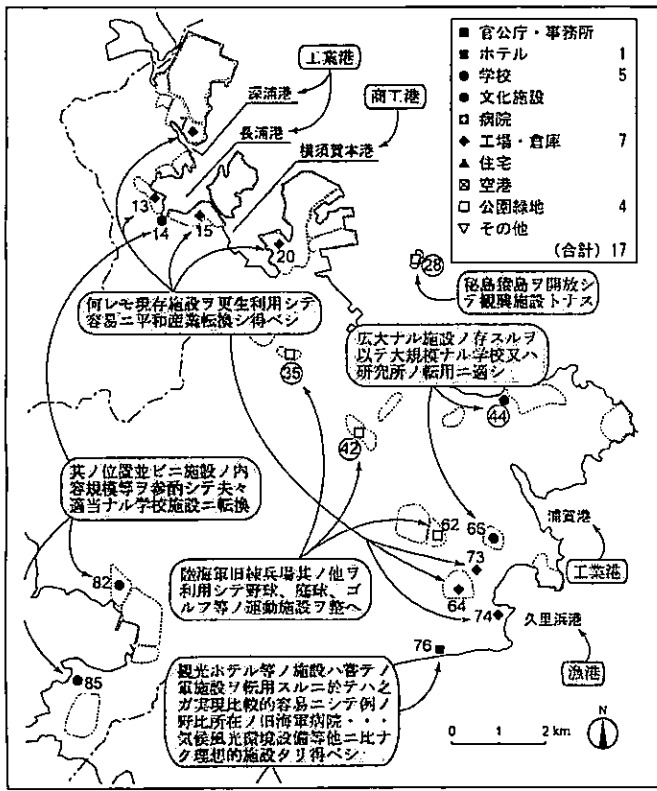 ■ 官公庁・事務所
■ ホテル 1
● 学校 5
● 文化施設
病院
◆ 工場・倉庫 7
▲ 住宅
空港
□ 公園緑地 4
▽ その他
(合計) 17
工業港
深浦港
商工港
長浦港
横須賀本港
7
13
14
15
20
28
秘島猿島ヲ開放シ
テ観興施設トナス
何レモ現存施設ヲ更生利用シテ
容易ニ平和産業転換シ得ベシ
広大ナル施設ノ存スルヲ
以テ大規模ナル学校又ハ
研究所ノ転用ニ適シ
35
44
42
其ノ位置並ビニ施設ノ内
容規模等ヲ参酌シテ夫々
適当ナル学校施設ニ転換
62
66
浦賀港
73
工業港
82
陸海軍旧練兵場其ノ他ヲ
利用シテ野球、庭球、ゴ
ルフ等ノ運動施設ヲ整ヘ
64
74
久里浜港
76
漁港
85
観光ホテル等ノ施設ハ嘗テノ
軍施設ヲ転用スルニ於テハ之
ガ実現比較的容易ニシテ例ノ
野比所在ノ旧海軍病院・・・
気候風光環境設備等他ニ比ナ
ク理想的施設タリ得ベシ
N
0 1 2 km